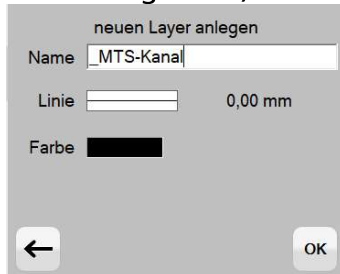 neuen Layer anlegen
Name _MTS-Kanal
Linie 0,00 mm
Farbe
OK